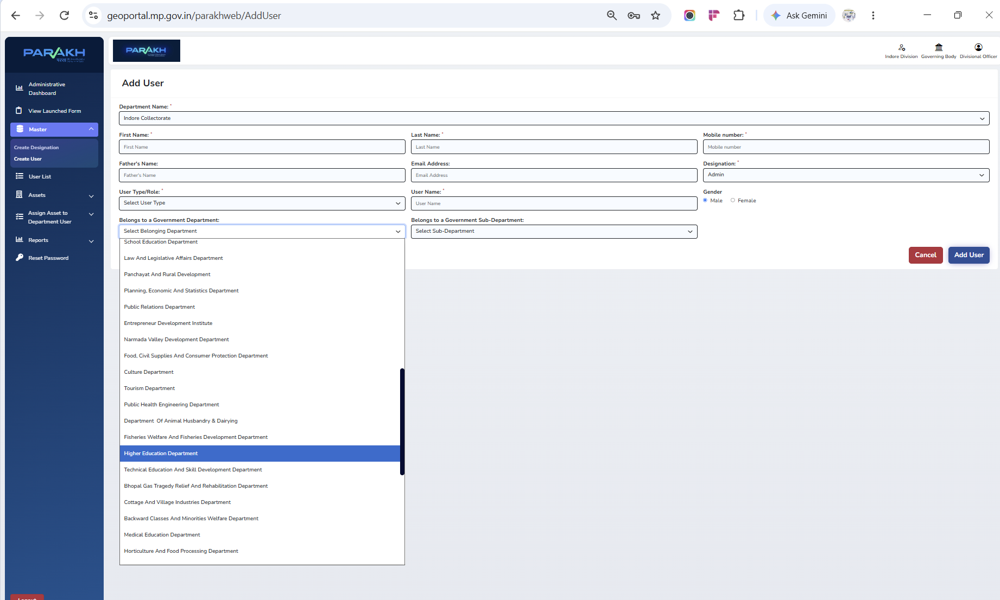 geoportal.mp.gov.in/parakhweb/AddUser
Ask Gemini
PARAKH
परख
PARAKH
Indore Division
Governing Body
Divisional Officer
Administrative
Dashboard
View Launched Form
Master
Create Designation
Create User
User List
Assets
Assign Asset to
Department User
Reports
Reset Password
Add User
Department Name: *
Indore Collectorate
First Name: *
Last Name: *
Mobile number: *
First Name
Last Name
Mobile number
Father's Name:
Email Address:
Designation: *
Father's Name
Email Address
Admin
User Type/Role: *
User Name: *
Gender
Select User Type
User Name
Male
Female
Belongs to a Government Department:
Belongs to a Government Sub-Department:
Select Belonging Department
Select Sub-Department
School Education Department
Law And Legislative Affairs Department
Panchayat And Rural Development
Planning, Economic And Statistics Department
Public Relations Department
Entrepreneur Development Institute
Narmada Valley Development Department
Food, Civil Supplies And Consumer Protection Department
Culture Department
Tourism Department
Public Health Engineering Department
Department  Of Animal Husbandry & Dairying
Fisheries Welfare And Fisheries Development Department
Higher Education Department
Technical Education And Skill Development Department
Bhopal Gas Tragedy Relief And Rehabilitation Department
Cottage And Village Industries Department
Backward Classes And Minorities Welfare Department
Medical Education Department
Horticulture And Food Processing Department
Cancel
Add User